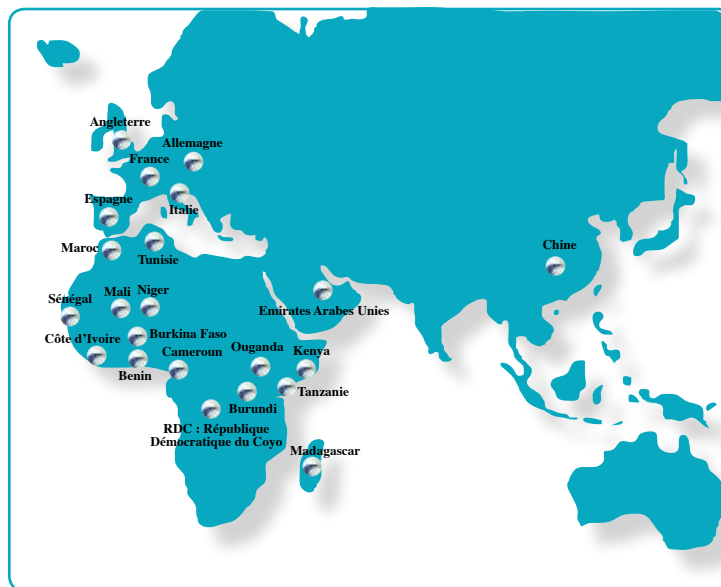 Angleterre
Allemagne
France
Espagne
Italie
Maroc
Tunisie
Chine
Sénégal
Mali
Niger
Emirates Arabes Unies
Côte d'Ivoire
Burkina Faso
Cameroun
Benin
Ouganda
Kenya
Tanzanie
Burundi
RDC : République
Démocratique du Coyo
Madagascar